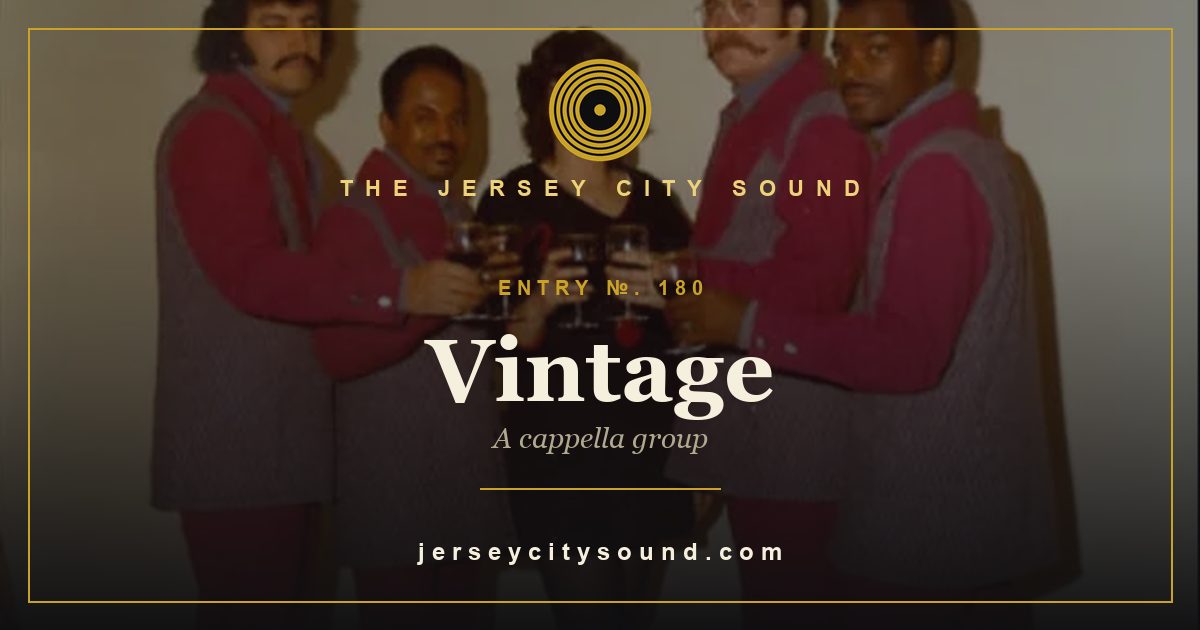 THE JERSEY CITY SOUND
ENTRY №. 180
Vintage
A cappella group
jerseycitysound.com